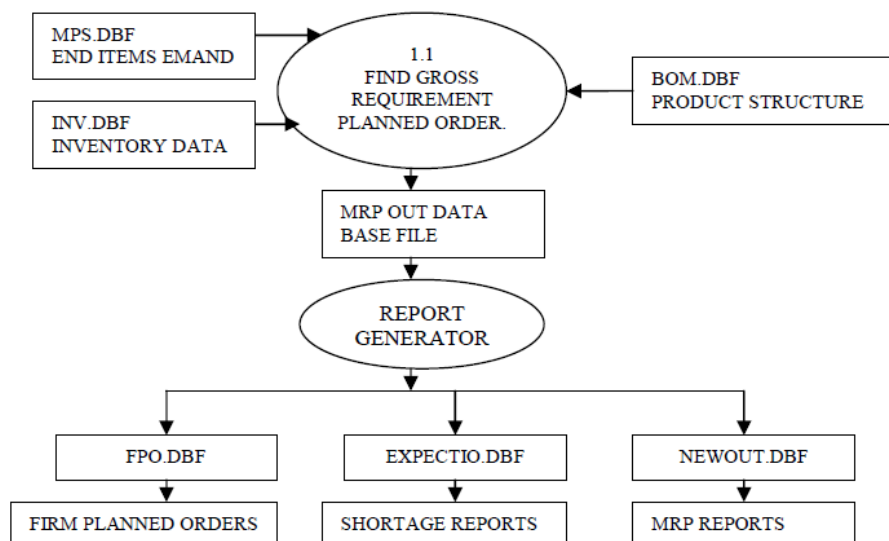 MPS.DBF
END ITEMS EMAND
INV.DBF
INVENTORY DATA
1.1
FIND GROSS
REQUIREMENT
PLANNED ORDER.
BOM.DBF
PRODUCT STRUCTURE
MRP OUT DATA
BASE FILE
REPORT
GENERATOR
FPO.DBF
EXPECTIO.DBF
NEWOUT.DBF
FIRM PLANNED ORDERS
SHORTAGE REPORTS
MRP REPORTS